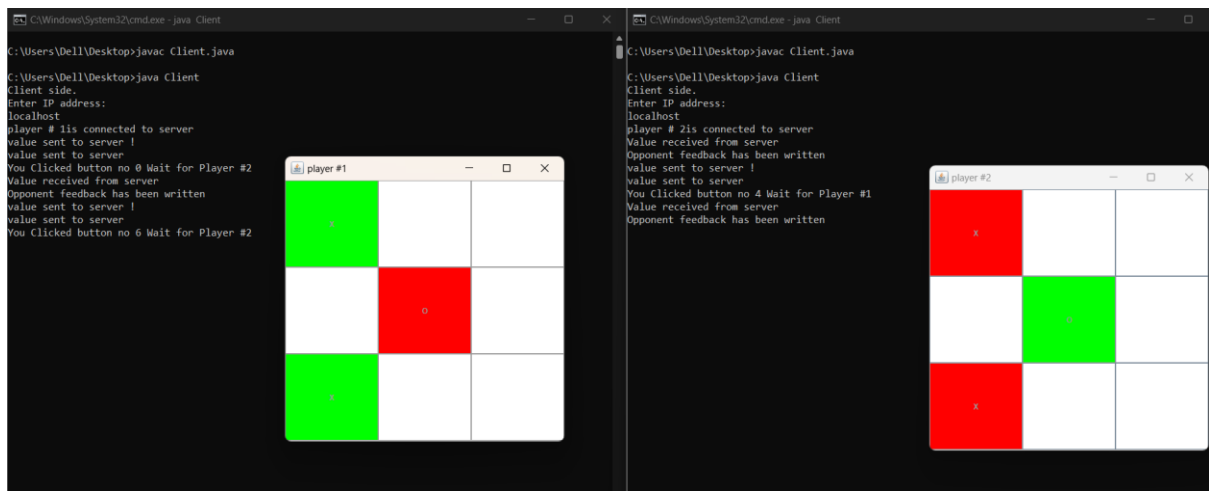 C:\Windows\System32\cmd.exe - java Client
C:\Users\Dell\Desktop>javac Client.java
C:\Users\Dell\Desktop>java Client
Client side.
Enter IP address:
localhost
player # 1is connected to server
value sent to server !
value sent to server
You Clicked button no 0 Wait for Player #2
Value received from server
Opponent feedback has been written
value sent to server !
value sent to server
You Clicked button no 6 Wait for Player #2
player #1
O
C:\Windows\System32\cmd.exe - java Client
C:\Users\Dell\Desktop>javac Client.java
C:\Users\Dell\Desktop>java Client
Client side.
Enter IP address:
localhost
player # 2is connected to server
Value received from server
Opponent feedback has been written
value sent to server !
value sent to server
You Clicked button no 4 Wait for Player #1
Value received from server
Opponent feedback has been written
player #2
X
X